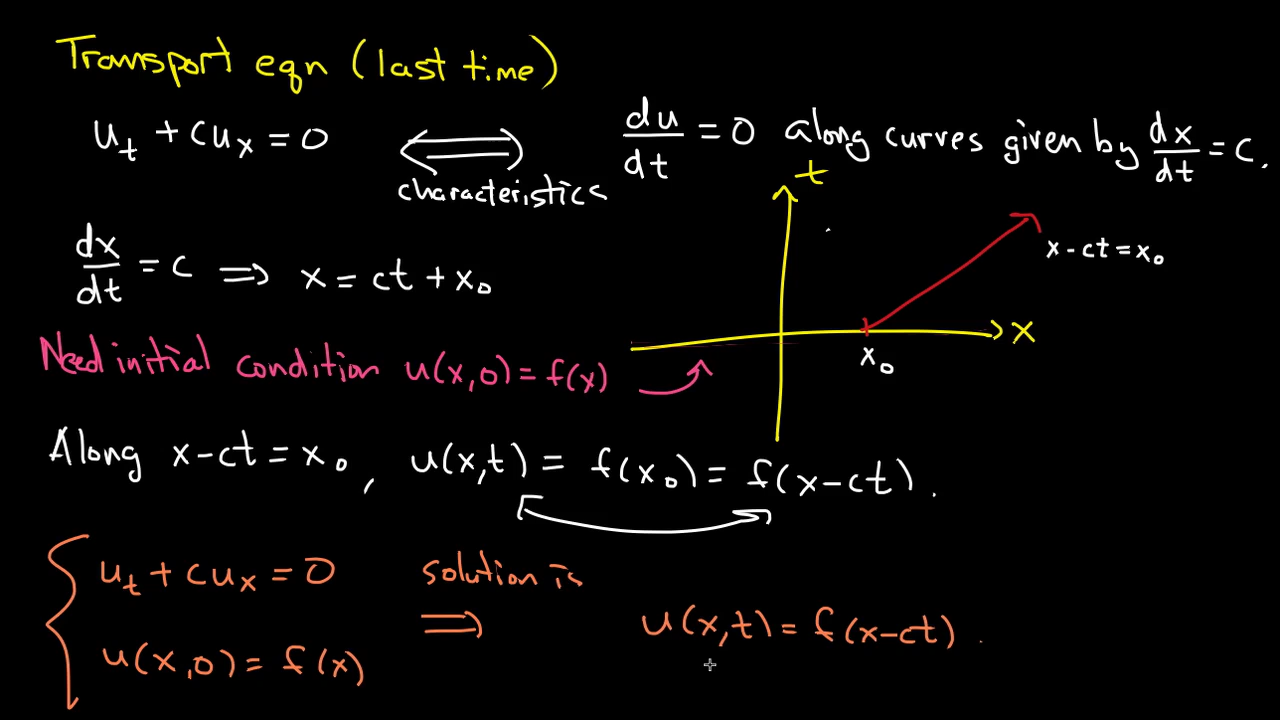 Transport eqn (last time)
u_t + cu_x = 0 ⟺ du/dt = 0 along curves given by dx/dt = c.
characteristics
t
dx/dt = c ⟹ x = ct + x₀
x - ct = x₀
x
x₀
Need initial condition u(x,0) = f(x)
Along x-ct = x₀, u(x,t) = f(x₀) = f(x-ct).
u_t + cu_x = 0 solution is
⟹ u(x,t) = f(x-ct).
u(x,0) = f(x)